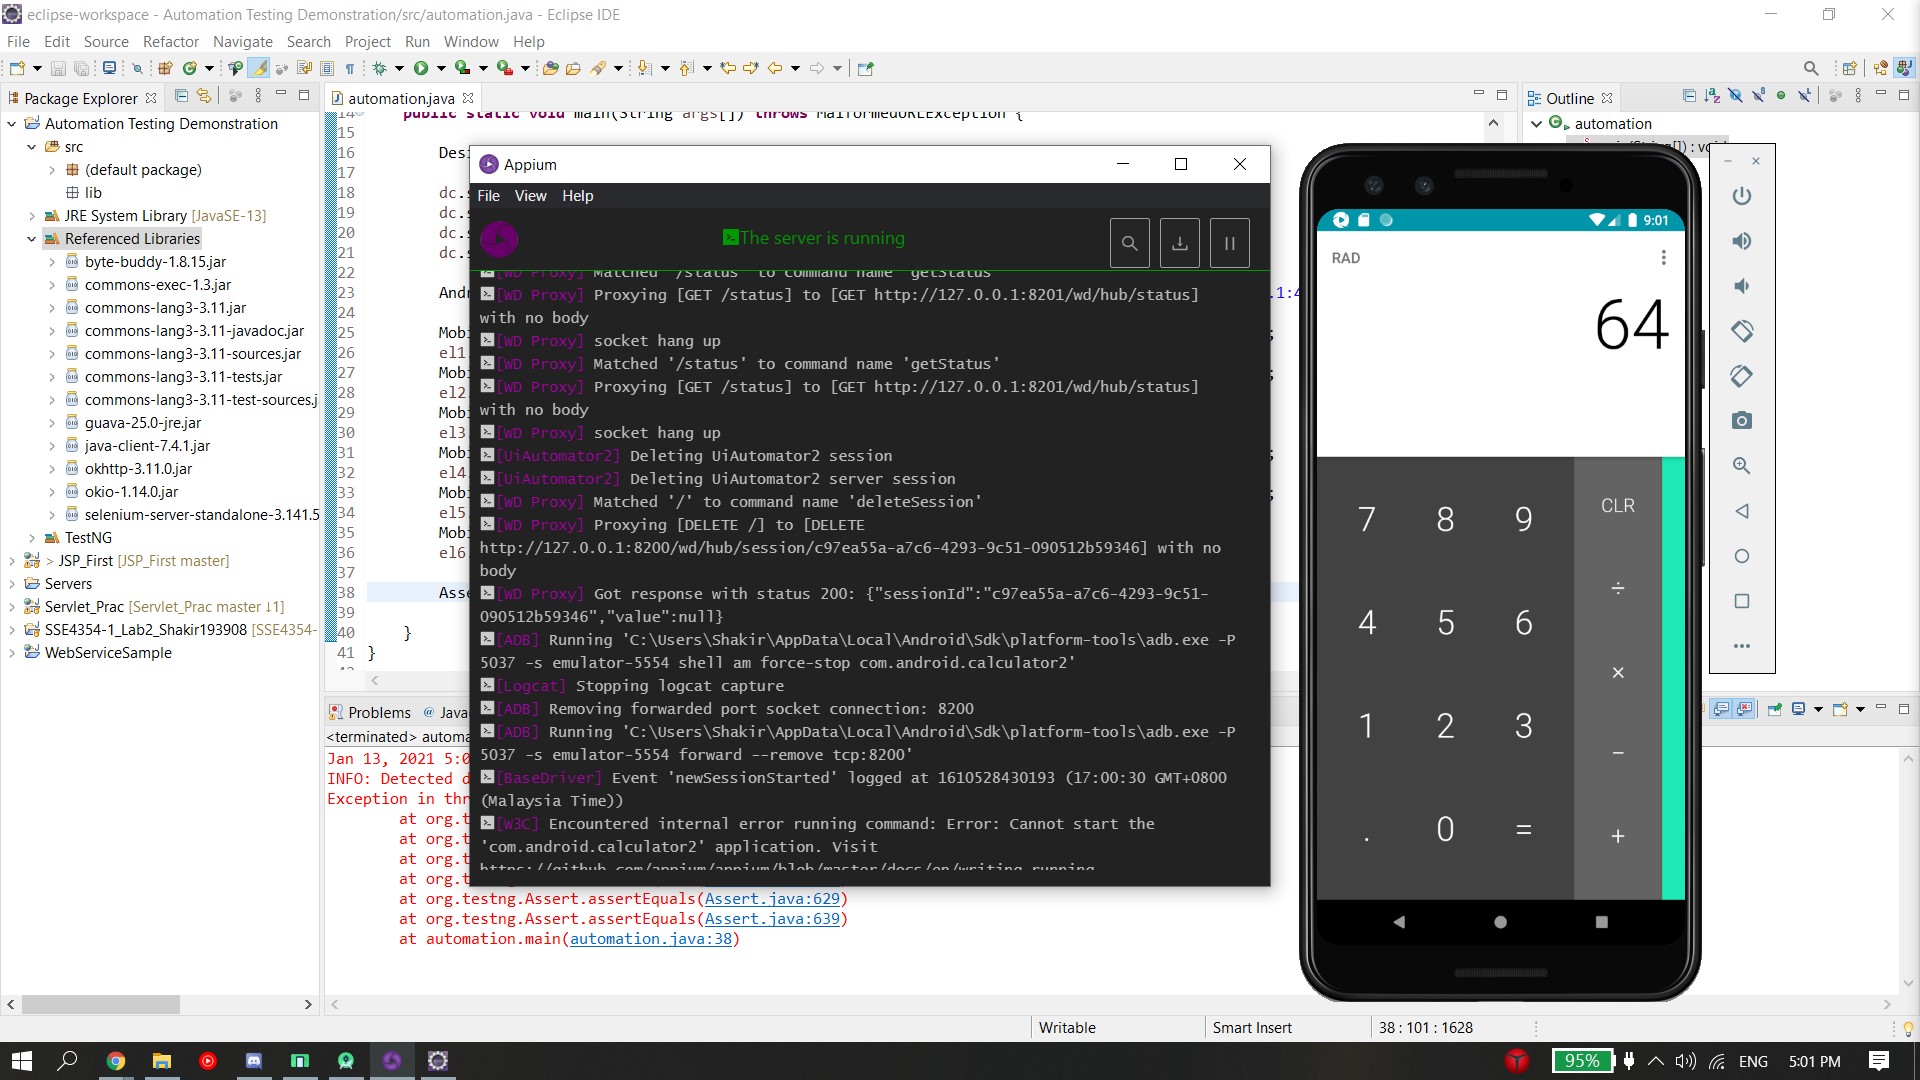 eclipse-workspace - Automation Testing Demonstration/src/automation.java - Eclipse IDE
File Edit Source Refactor Navigate Search Project Run Window Help
Package Explorer
Automation Testing Demonstration
src
(default package)
lib
JRE System Library [JavaSE-13]
Referenced Libraries
byte-buddy-1.8.15.jar
commons-exec-1.3.jar
commons-lang3-3.11.jar
commons-lang3-3.11-javadoc.jar
commons-lang3-3.11-sources.jar
commons-lang3-3.11-tests.jar
commons-lang3-3.11-test-sources.j
guava-25.0-jre.jar
java-client-7.4.1.jar
okhttp-3.11.0.jar
okio-1.14.0.jar
selenium-server-standalone-3.141.5
TestNG
> JSP_First [JSP_First master]
Servers
Servlet_Prac [Servlet_Prac master ↓1]
SSE4354-1_Lab2_Shakir193908 [SSE4354-
WebServiceSample
automation.java
14 public static void main(String args[]) throws MalformedURLException {
15
16 Desi
17
18 dc.s
19 dc.s
20 dc.s
21 dc.s
22
23 Andr .1:4
24
25 Mobi ;
26 el1.
27 Mobi ;
28 el2.
29 Mobi ;
30 el3.
31 Mobi ;
32 el4.
33 Mobi ;
34 el5.
35 Mobi ;
36 el6.
37
38 Asse
39
40 }
41 }
Outline
automation
Appium
File View Help
The server is running
[WD Proxy] Matched '/status' to command name 'getStatus'
[WD Proxy] Proxying [GET /status] to [GET http://127.0.0.1:8201/wd/hub/status]
with no body
[WD Proxy] socket hang up
[WD Proxy] Matched '/status' to command name 'getStatus'
[WD Proxy] Proxying [GET /status] to [GET http://127.0.0.1:8201/wd/hub/status]
with no body
[WD Proxy] socket hang up
[UiAutomator2] Deleting UiAutomator2 session
[UiAutomator2] Deleting UiAutomator2 server session
[WD Proxy] Matched '/' to command name 'deleteSession'
[WD Proxy] Proxying [DELETE /] to [DELETE
http://127.0.0.1:8200/wd/hub/session/c97ea55a-a7c6-4293-9c51-090512b59346] with no
body
[WD Proxy] Got response with status 200: {"sessionId":"c97ea55a-a7c6-4293-9c51-
090512b59346","value":null}
[ADB] Running 'C:\Users\Shakir\AppData\Local\Android\Sdk\platform-tools\adb.exe -P
5037 -s emulator-5554 shell am force-stop com.android.calculator2'
[Logcat] Stopping logcat capture
[ADB] Removing forwarded port socket connection: 8200
[ADB] Running 'C:\Users\Shakir\AppData\Local\Android\Sdk\platform-tools\adb.exe -P
5037 -s emulator-5554 forward --remove tcp:8200'
[BaseDriver] Event 'newSessionStarted' logged at 1610528430193 (17:00:30 GMT+0800
(Malaysia Time))
[W3C] Encountered internal error running command: Error: Cannot start the
'com.android.calculator2' application. Visit
https://github.com/appium/appium/blob/master/docs/en/writing-running-
9:01
RAD
64
7 8 9 CLR
÷
4 5 6
×
1 2 3
−
. 0 =
+
Problems @ Java
<terminated> automa
Jan 13, 2021 5:0
INFO: Detected d
Exception in thr
at org.t
at org.t
at org.t
at org.t
at org.testng.Assert.assertEquals(Assert.java:629)
at org.testng.Assert.assertEquals(Assert.java:639)
at automation.main(automation.java:38)
Writable Smart Insert 38 : 101 : 1628
95% ENG 5:01 PM